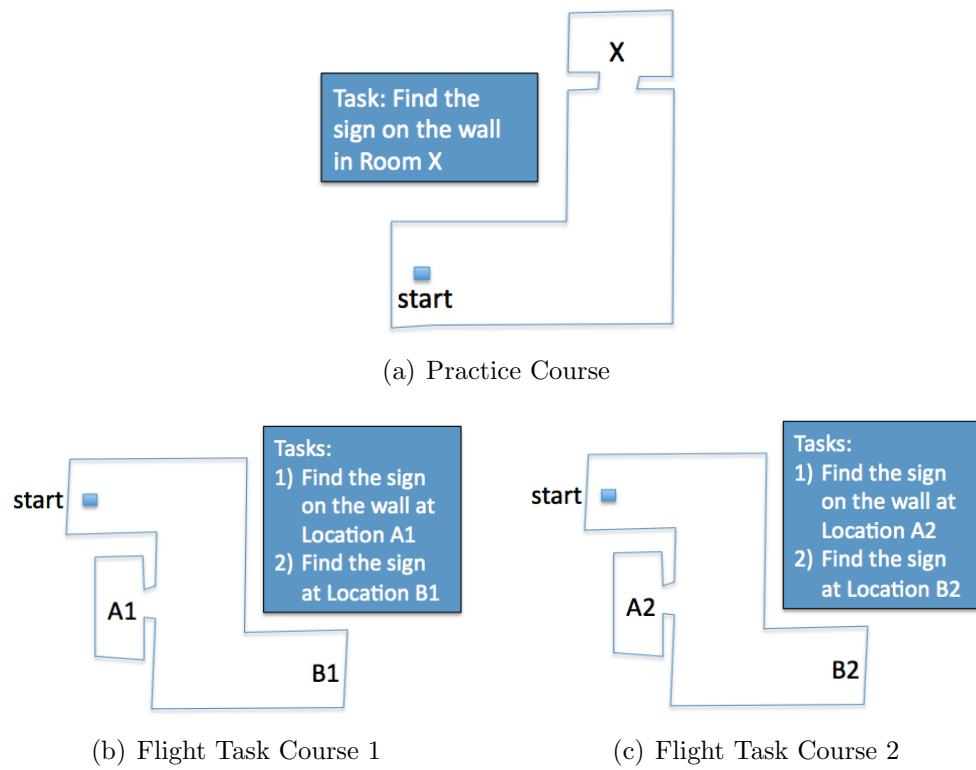 X
Task: Find the
sign on the wall
in Room X
start
(a) Practice Course
Tasks:
1) Find the sign
on the wall at
Location A1
2) Find the sign
at Location B1
start
A1
B1
(b) Flight Task Course 1
Tasks:
1) Find the sign
on the wall at
Location A2
2) Find the sign
at Location B2
start
A2
B2
(c) Flight Task Course 2